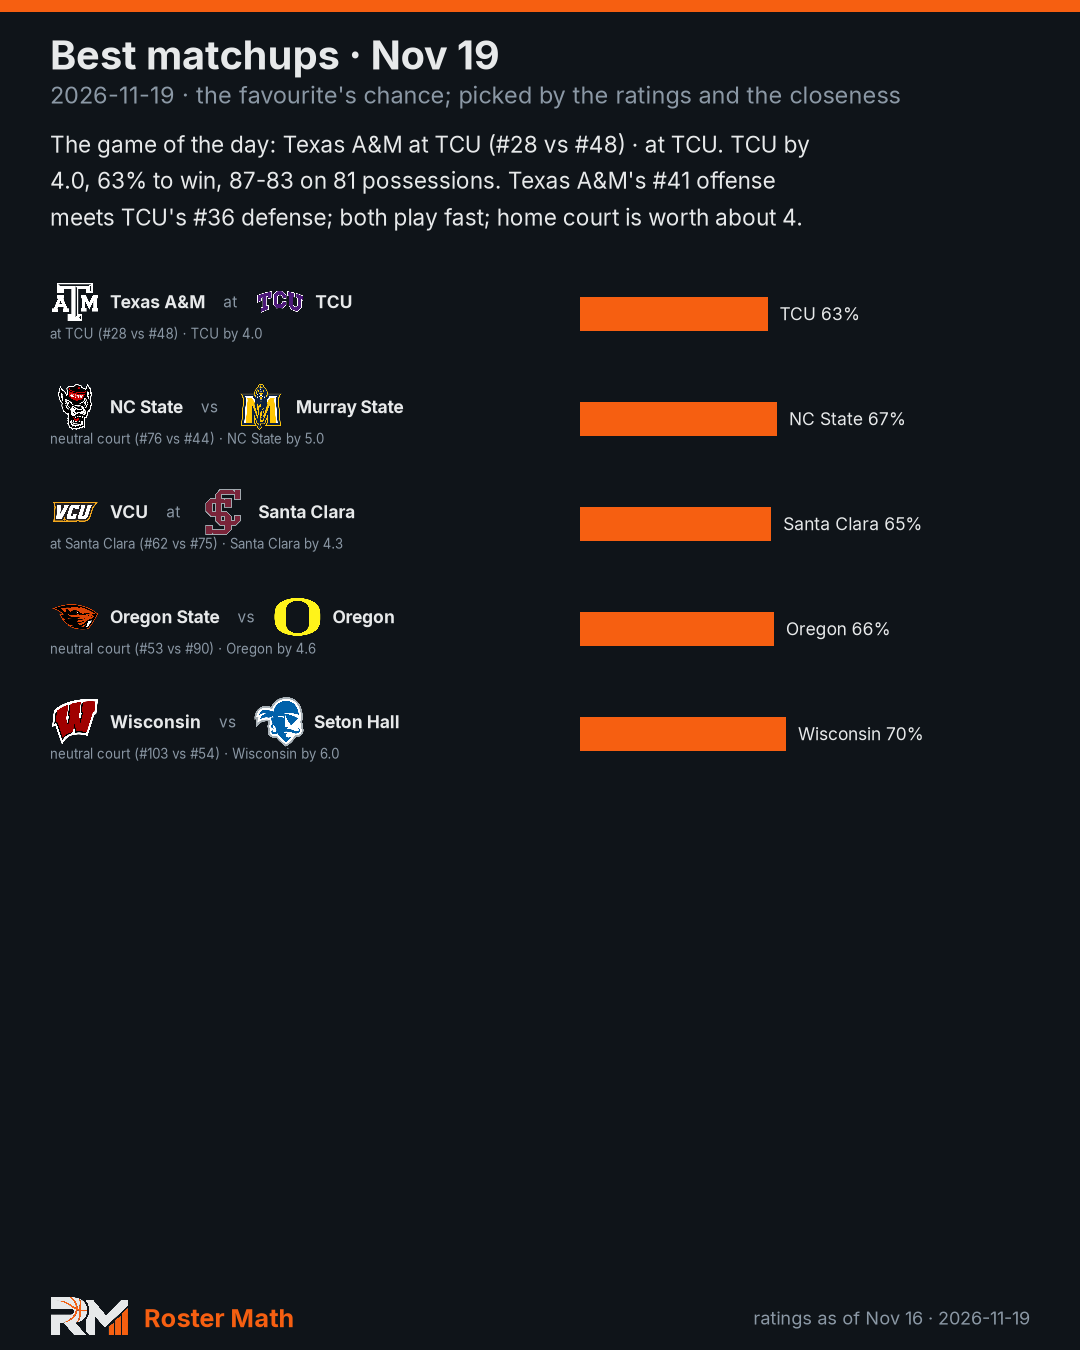 Best matchups · Nov 19
2026-11-19 · the favourite's chance; picked by the ratings and the closeness
The game of the day: Texas A&M at TCU (#28 vs #48) · at TCU. TCU by
4.0, 63% to win, 87-83 on 81 possessions. Texas A&M's #41 offense
meets TCU's #36 defense; both play fast; home court is worth about 4.
ATM Texas A&M at TCU TCU
at TCU (#28 vs #48) · TCU by 4.0
TCU 63%
NC State vs M Murray State
neutral court (#76 vs #44) · NC State by 5.0
NC State 67%
VCU VCU at SC Santa Clara
at Santa Clara (#62 vs #75) · Santa Clara by 4.3
Santa Clara 65%
Oregon State vs O Oregon
neutral court (#53 vs #90) · Oregon by 4.6
Oregon 66%
W Wisconsin vs Seton Hall
neutral court (#103 vs #54) · Wisconsin by 6.0
Wisconsin 70%
RM Roster Math
ratings as of Nov 16 · 2026-11-19